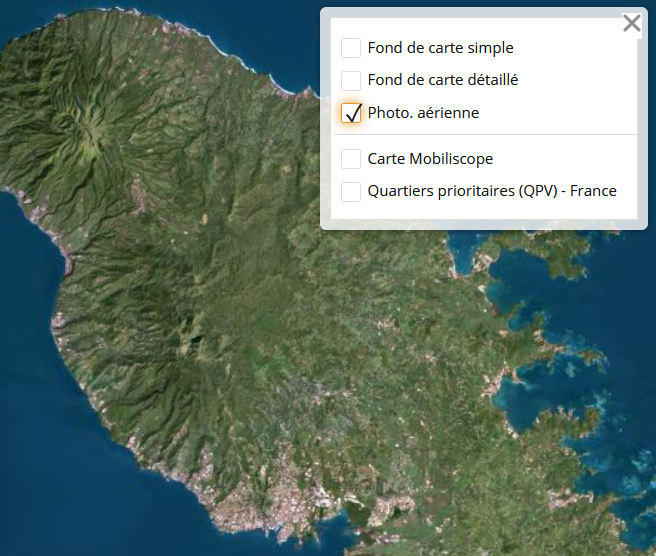 Fond de carte simple
Fond de carte détaillé
Photo. aérienne
Carte Mobiliscope
Quartiers prioritaires (QPV) - France